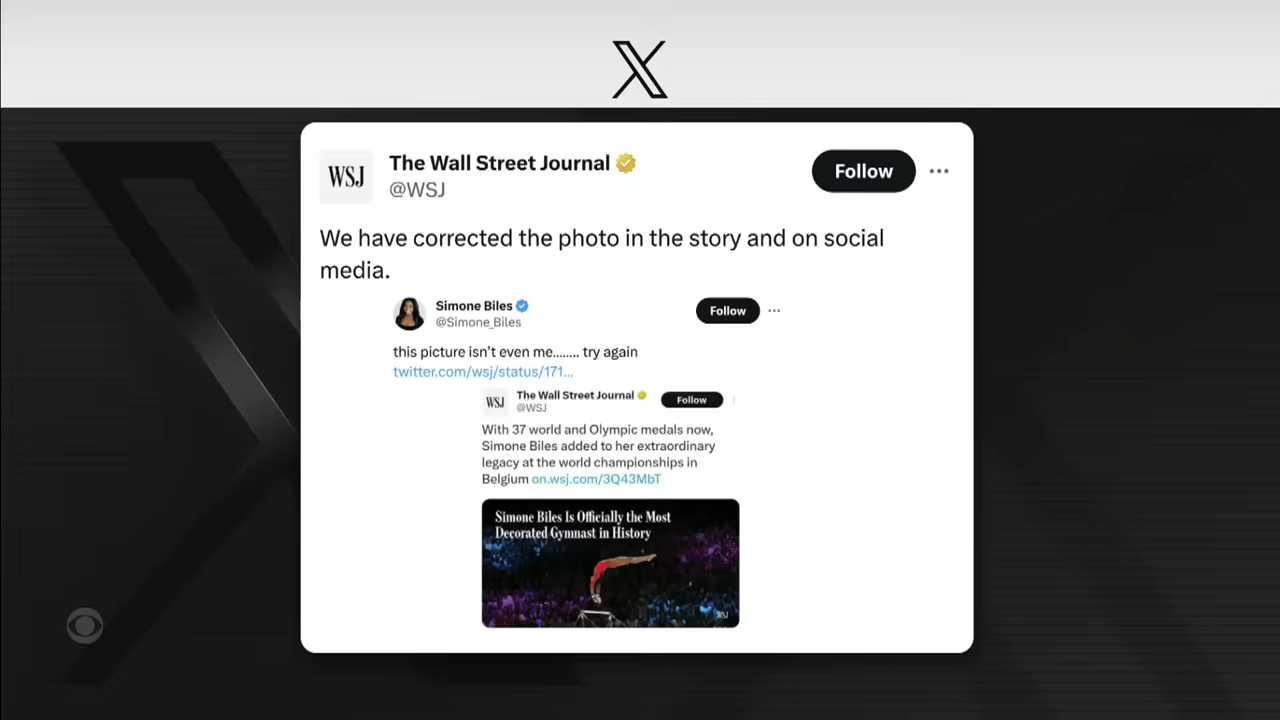 WSJ
The Wall Street Journal
@WSJ
Follow
We have corrected the photo in the story and on social
media.
Simone Biles
@Simone_Biles
Follow
this picture isn't even me........ try again
twitter.com/wsj/status/171...
WSJ
The Wall Street Journal
@WSJ
Follow
With 37 world and Olympic medals now,
Simone Biles added to her extraordinary
legacy at the world championships in
Belgium on.wsj.com/3Q43MbT
Simone Biles Is Officially the Most
Decorated Gymnast in History
WSJ